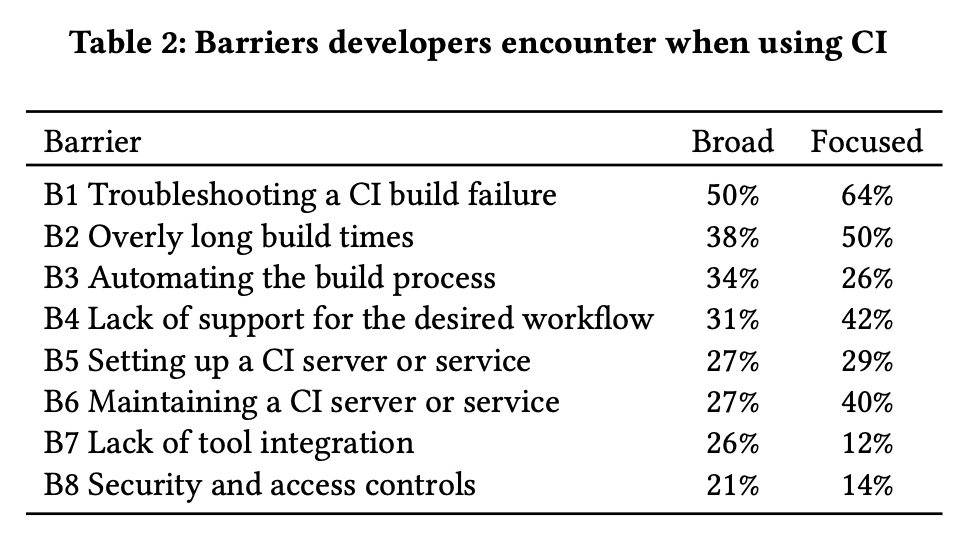 Table 2: Barriers developers encounter when using CI
Barrier Broad Focused
B1 Troubleshooting a CI build failure 50% 64%
B2 Overly long build times 38% 50%
B3 Automating the build process 34% 26%
B4 Lack of support for the desired workflow 31% 42%
B5 Setting up a CI server or service 27% 29%
B6 Maintaining a CI server or service 27% 40%
B7 Lack of tool integration 26% 12%
B8 Security and access controls 21% 14%